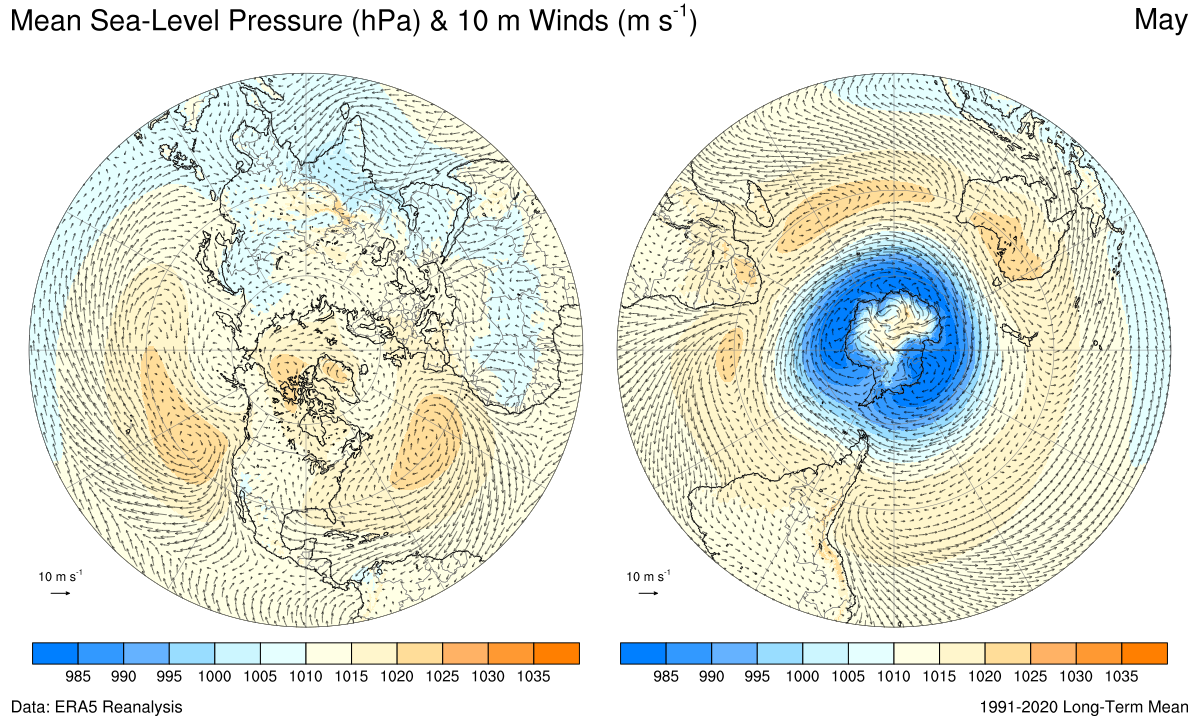 Mean Sea-Level Pressure (hPa) & 10 m Winds (m s⁻¹)
May
10 m s⁻¹
10 m s⁻¹
985 990 995 1000 1005 1010 1015 1020 1025 1030 1035
985 990 995 1000 1005 1010 1015 1020 1025 1030 1035
Data: ERA5 Reanalysis
1991-2020 Long-Term Mean